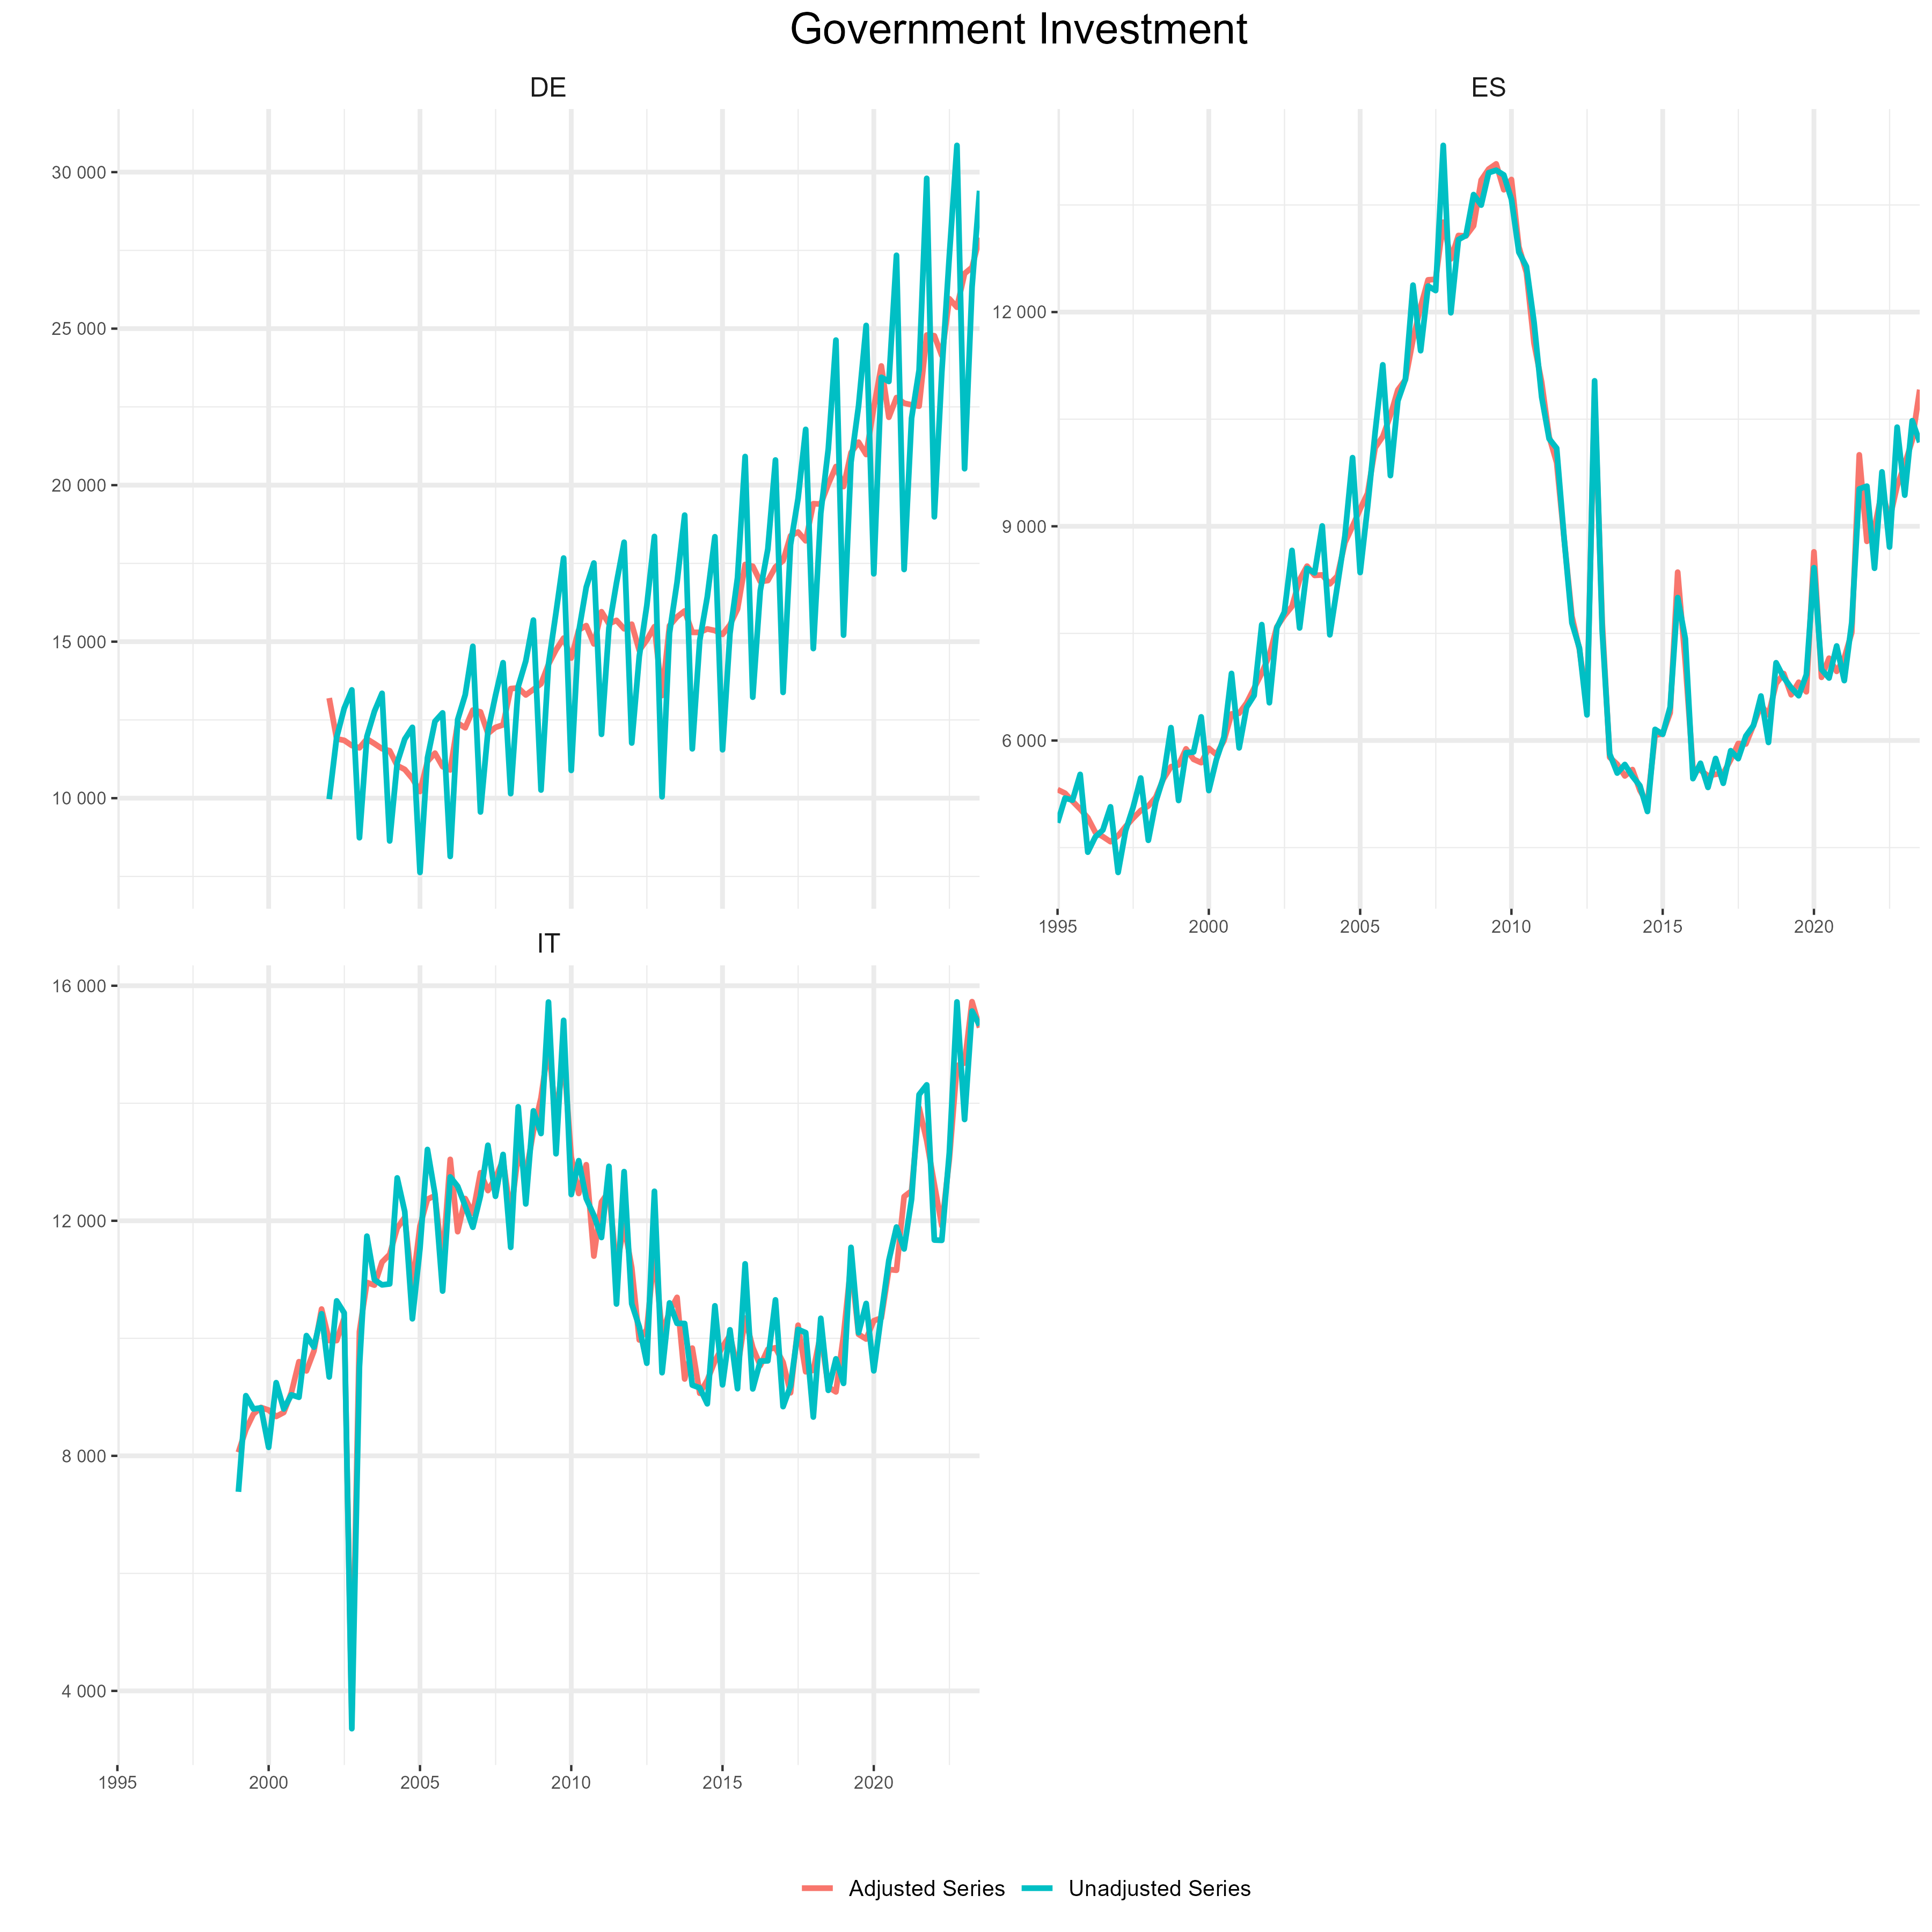 Government Investment
DE
30 000
25 000
20 000
15 000
10 000
ES
12 000
9 000
6 000
1995 2000 2005 2010 2015 2020
IT
16 000
12 000
8 000
4 000
1995 2000 2005 2010 2015 2020
Adjusted Series Unadjusted Series